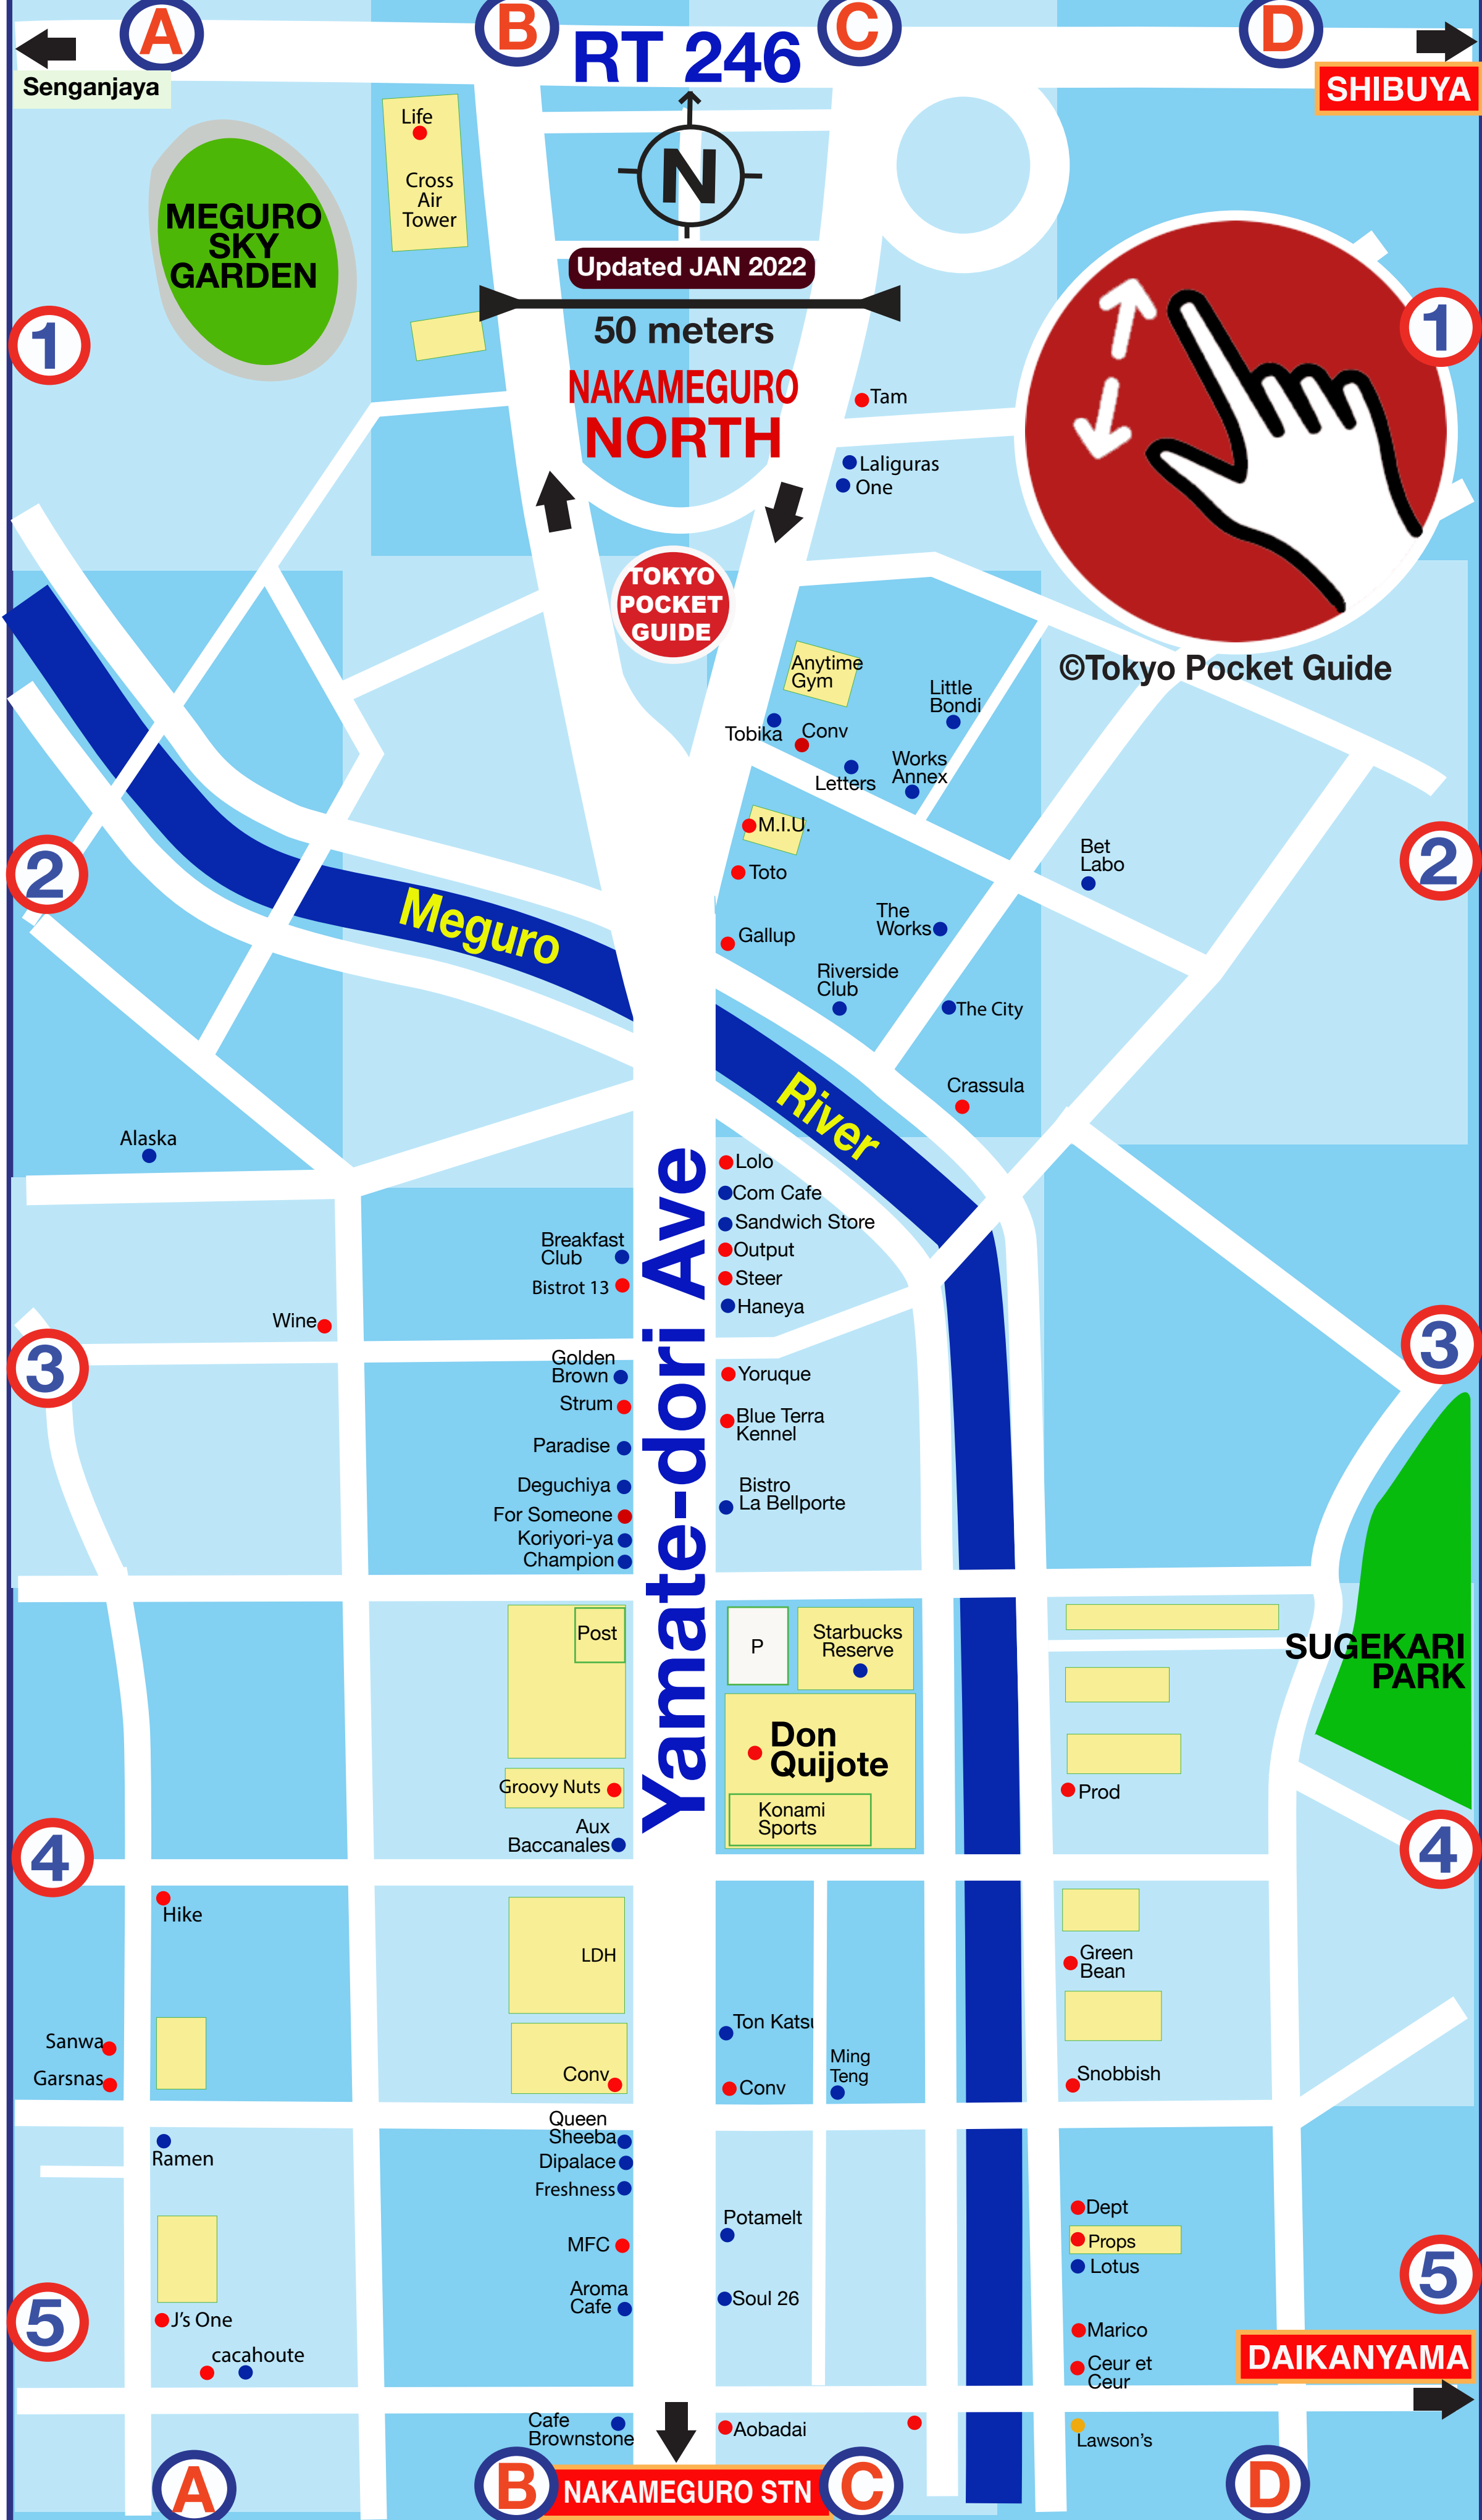 A
B
C
D
RT 246
Senganjaya
SHIBUYA
Life
Cross
Air
Tower
N
MEGURO
SKY
GARDEN
Updated JAN 2022
50 meters
1
1
NAKAMEGURO
NORTH
Tam
Laliguras
One
TOKYO
POCKET
GUIDE
©Tokyo Pocket Guide
Anytime
Gym
Little
Bondi
Tobika
Conv
Works
Annex
Letters
M.I.U.
2
2
Toto
Bet
Labo
Meguro
The
Works
Gallup
Riverside
Club
The City
River
Crassula
Alaska
Lolo
Com Cafe
Sandwich Store
Breakfast
Club
Output
Bistrot 13
Steer
Haneya
Wine
Yamate-dori Ave
3
3
Golden
Brown
Yoruque
Strum
Blue Terra
Kennel
Paradise
Deguchiya
Bistro
La Bellporte
For Someone
Koriyori-ya
Champion
Post
P
Starbucks
Reserve
SUGEKARI
PARK
Don
Quijote
Groovy Nuts
Prod
Konami
Sports
Aux
Baccanales
4
4
Hike
LDH
Green
Bean
Sanwa
Ton Katsu
Garsnas
Conv
Conv
Ming
Teng
Snobbish
Queen
Sheeba
Ramen
Dipalace
Freshness
Dept
Potamelt
MFC
Props
Lotus
5
5
Aroma
Cafe
Soul 26
J's One
Marico
cacahoute
Ceur et
Ceur
DAIKANYAMA
Cafe
Brownstone
Aobadai
Lawson's
A
B
NAKAMEGURO STN
C
D